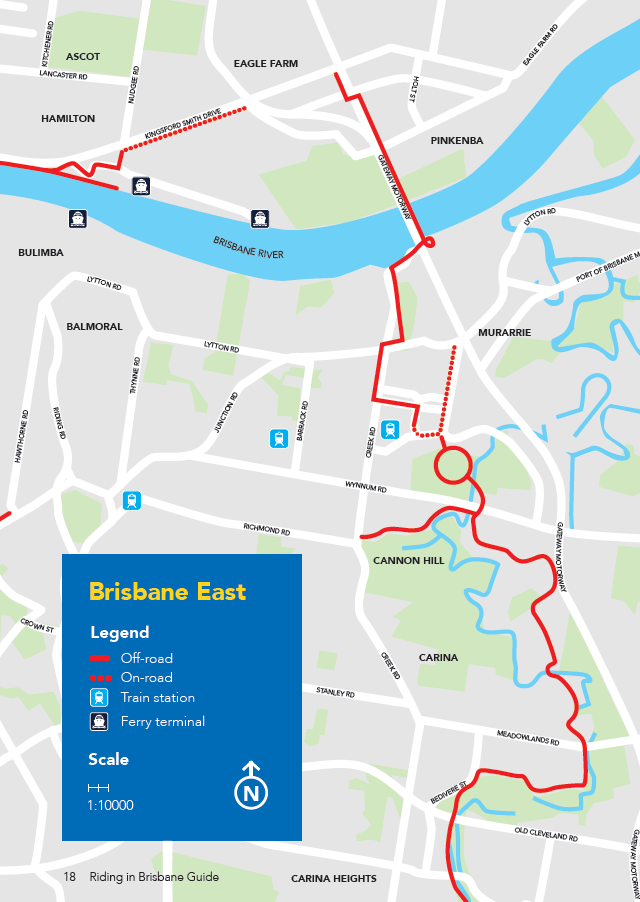 KITCHENER RD
ASCOT
LANCASTER RD
NUDGEE RD
EAGLE FARM
EAGLE FARM RD
HOLT ST
HAMILTON
KINGSFORD SMITH DRIVE
PINKENBA
GATEWAY MOTORWAY
LYTTON RD
BULIMBA
BRISBANE RIVER
PORT OF BRISBANE M
LYTTON RD
BALMORAL
MURARRIE
LYTTON RD
THYNNE RD
HAWTHORNE RD
RIDING RD
JUNCTION RD
BARRACK RD
CREEK RD
WYNNUM RD
RICHMOND RD
GATEWAY MOTORWAY
CANNON HILL
Brisbane East
Legend
Off-road
On-road
Train station
Ferry terminal
Scale
1:10000
N
CROWN ST
CARINA
CREEK RD
STANLEY RD
MEADOWLANDS RD
BEDIVERE ST
OLD CLEVELAND RD
GATEWAY MOTORWAY
18 Riding in Brisbane Guide
CARINA HEIGHTS